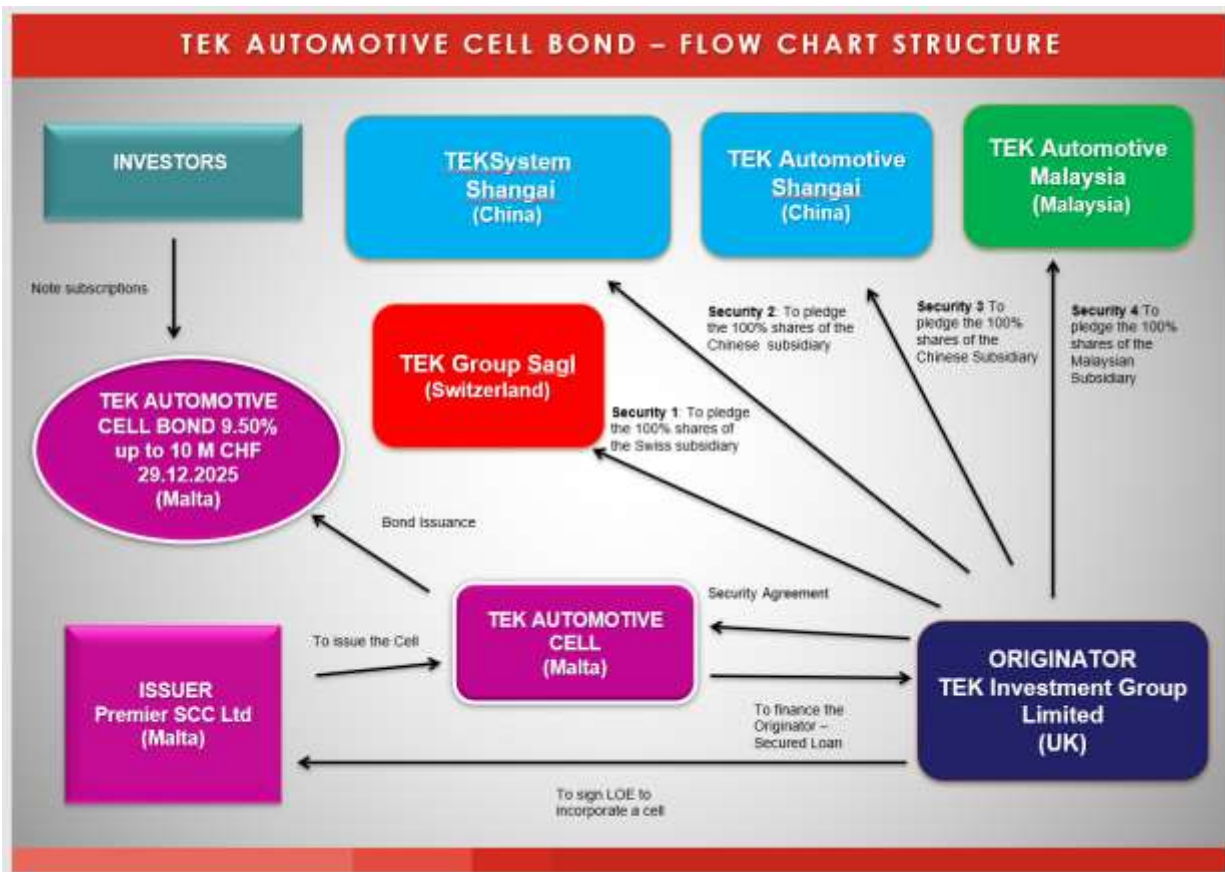 TEK AUTOMOTIVE CELL BOND – FLOW CHART STRUCTURE
INVESTORS
TEKSystem
Shangai
(China)
TEK Automotive
Shangai
(China)
TEK Automotive
Malaysia
(Malaysia)
Note subscriptions
TEK Group Sagl
(Switzerland)
Security 2: To pledge
the 100% shares of the
Chinese subsidiary
Security 3 To
pledge the 100%
shares of the
Chinese Subsidiary
Security 4 To
pledge the 100%
shares of the
Malaysian
Subsidiary
Security 1: To pledge
the 100% shares of
the Swiss subsidiary
TEK AUTOMOTIVE
CELL BOND 9.50%
up to 10 M CHF
29.12.2025
(Malta)
Bond Issuance
Security Agreement
TEK AUTOMOTIVE
CELL
(Malta)
To issue the Cell
ISSUER
Premier SCC Ltd
(Malta)
ORIGINATOR
TEK Investment Group
Limited
(UK)
To finance the
Originator –
Secured Loan
To sign LOE to
incorporate a cell